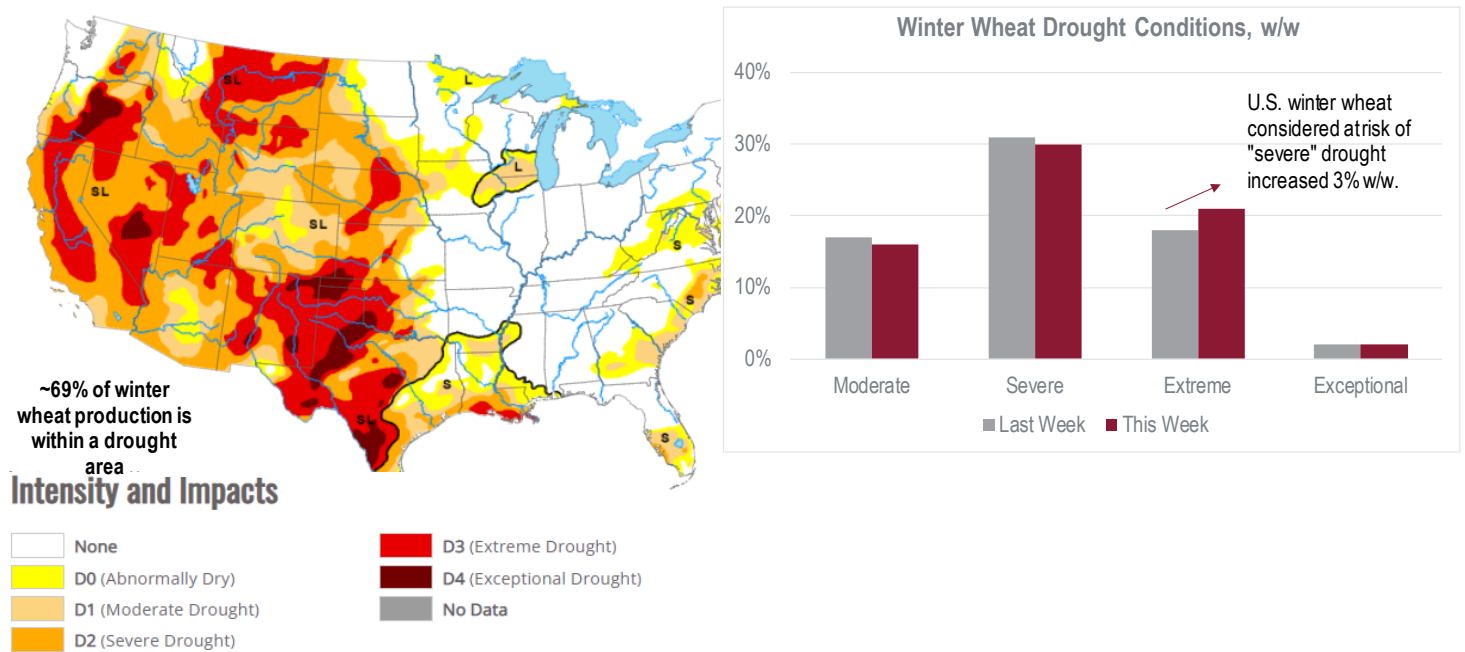 Winter Wheat Drought Conditions, w/w
40%
30%
20%
10%
0%
U.S. winter wheat
considered atrisk of
"severe" drought
increased 3% w/w.
Moderate
Severe
Extreme
Exceptional
Last Week
This Week
SL
L
SL
L
SL
S
S
S
SL
S
~69% of winter
wheat production is
within a drought
area
Intensity and Impacts
None
D0 (Abnormally Dry)
D1 (Moderate Drought)
D2 (Severe Drought)
D3 (Extreme Drought)
D4 (Exceptional Drought)
No Data